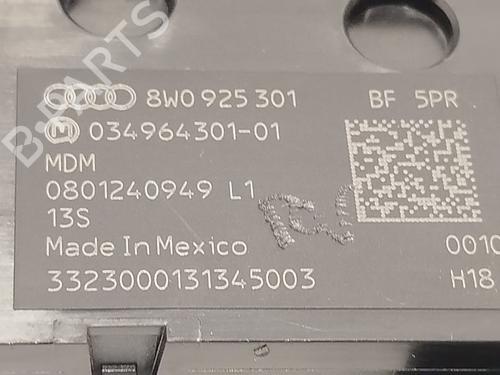 8W0 925 301 BF 5PR
M 034964301-01
MDM
0801240949 L1
13S
Made In Mexico 0010
3323000131345003 H18
B-PARTS